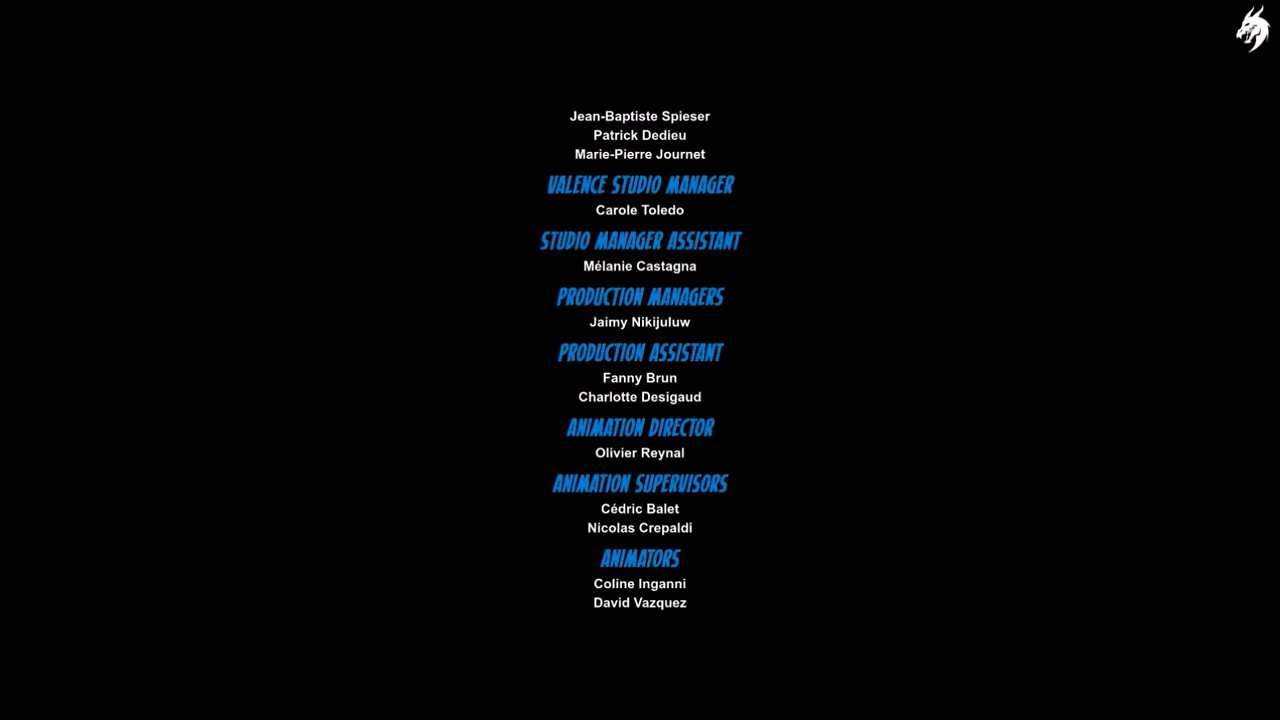 Jean-Baptiste Spieser
Patrick Dedieu
Marie-Pierre Journet
VALENCE STUDIO MANAGER
Carole Toledo
STUDIO MANAGER ASSISTANT
Mélanie Castagna
PRODUCTION MANAGERS
Jaimy Nikijuluw
PRODUCTION ASSISTANT
Fanny Brun
Charlotte Desigaud
ANIMATION DIRECTOR
Olivier Reynal
ANIMATION SUPERVISORS
Cédric Balet
Nicolas Crepaldi
ANIMATORS
Coline Inganni
David Vazquez